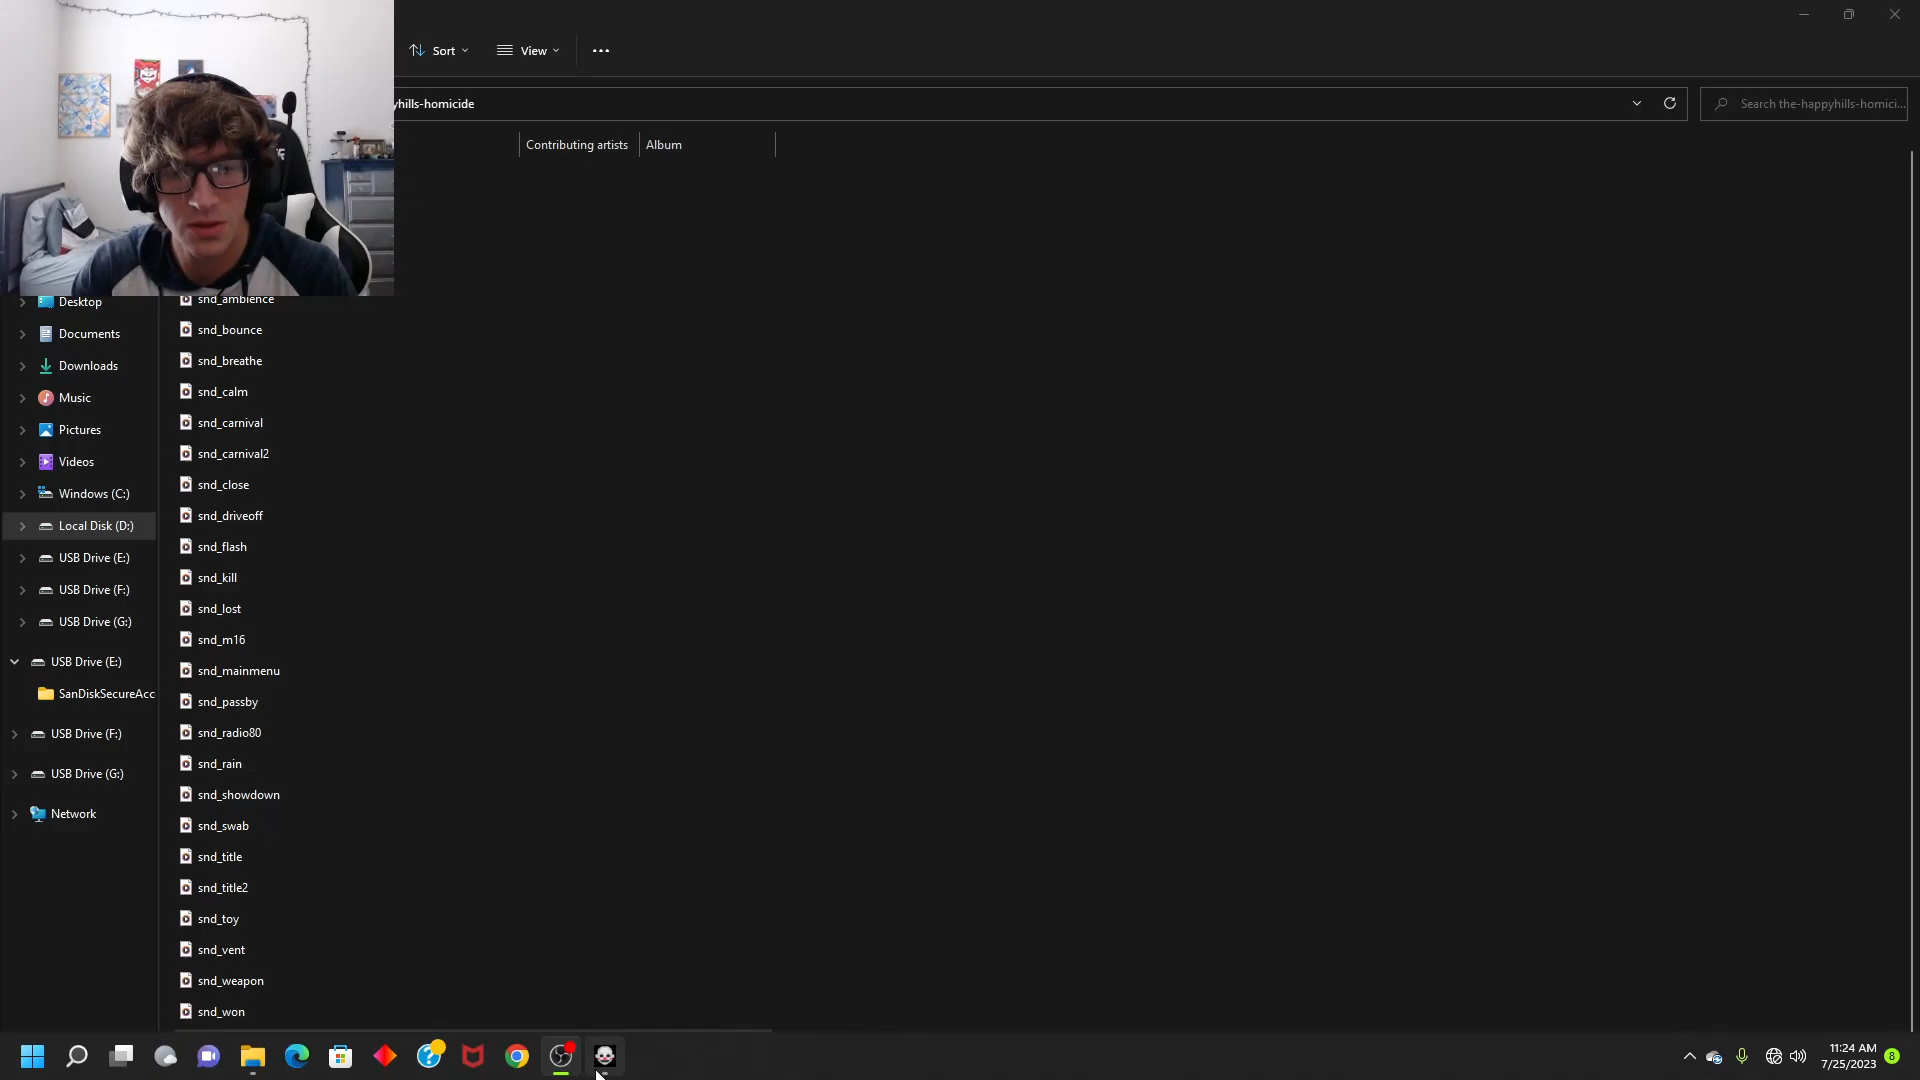 Sort
View
yhills-homicide
Search the-happyhills-homici...
Contributing artists
Album
Desktop
Documents
Downloads
Music
Pictures
Videos
Windows (C:)
Local Disk (D:)
USB Drive (E:)
USB Drive (F:)
USB Drive (G:)
USB Drive (E:)
SanDiskSecureAcc
USB Drive (F:)
USB Drive (G:)
Network
snd_ambience
snd_bounce
snd_breathe
snd_calm
snd_carnival
snd_carnival2
snd_close
snd_driveoff
snd_flash
snd_kill
snd_lost
snd_m16
snd_mainmenu
snd_passby
snd_radio80
snd_rain
snd_showdown
snd_swab
snd_title
snd_title2
snd_toy
snd_vent
snd_weapon
snd_won
11:24 AM
7/25/2023
8